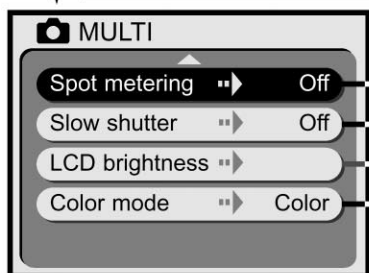 MULTI
Spot metering Off
Slow shutter Off
LCD brightness
Color mode Color